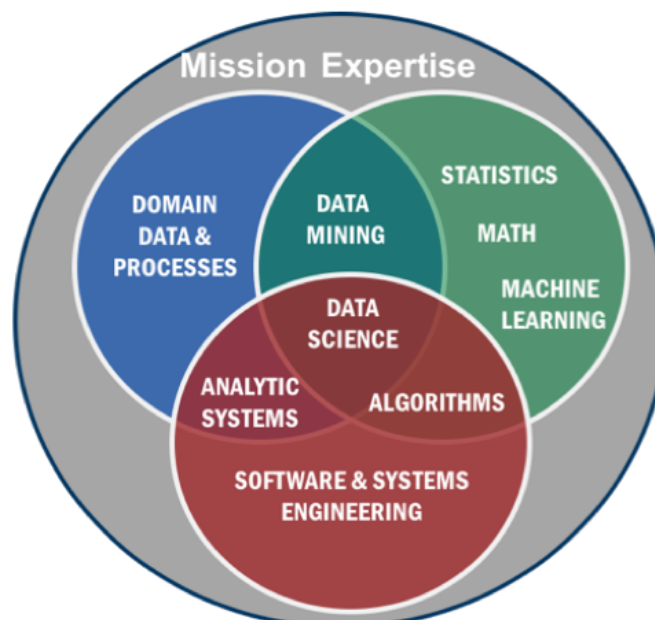 Mission Expertise
DOMAIN
DATA &
PROCESSES
DATA
MINING
STATISTICS
MATH
MACHINE
LEARNING
DATA
SCIENCE
ANALYTIC
SYSTEMS
ALGORITHMS
SOFTWARE & SYSTEMS
ENGINEERING